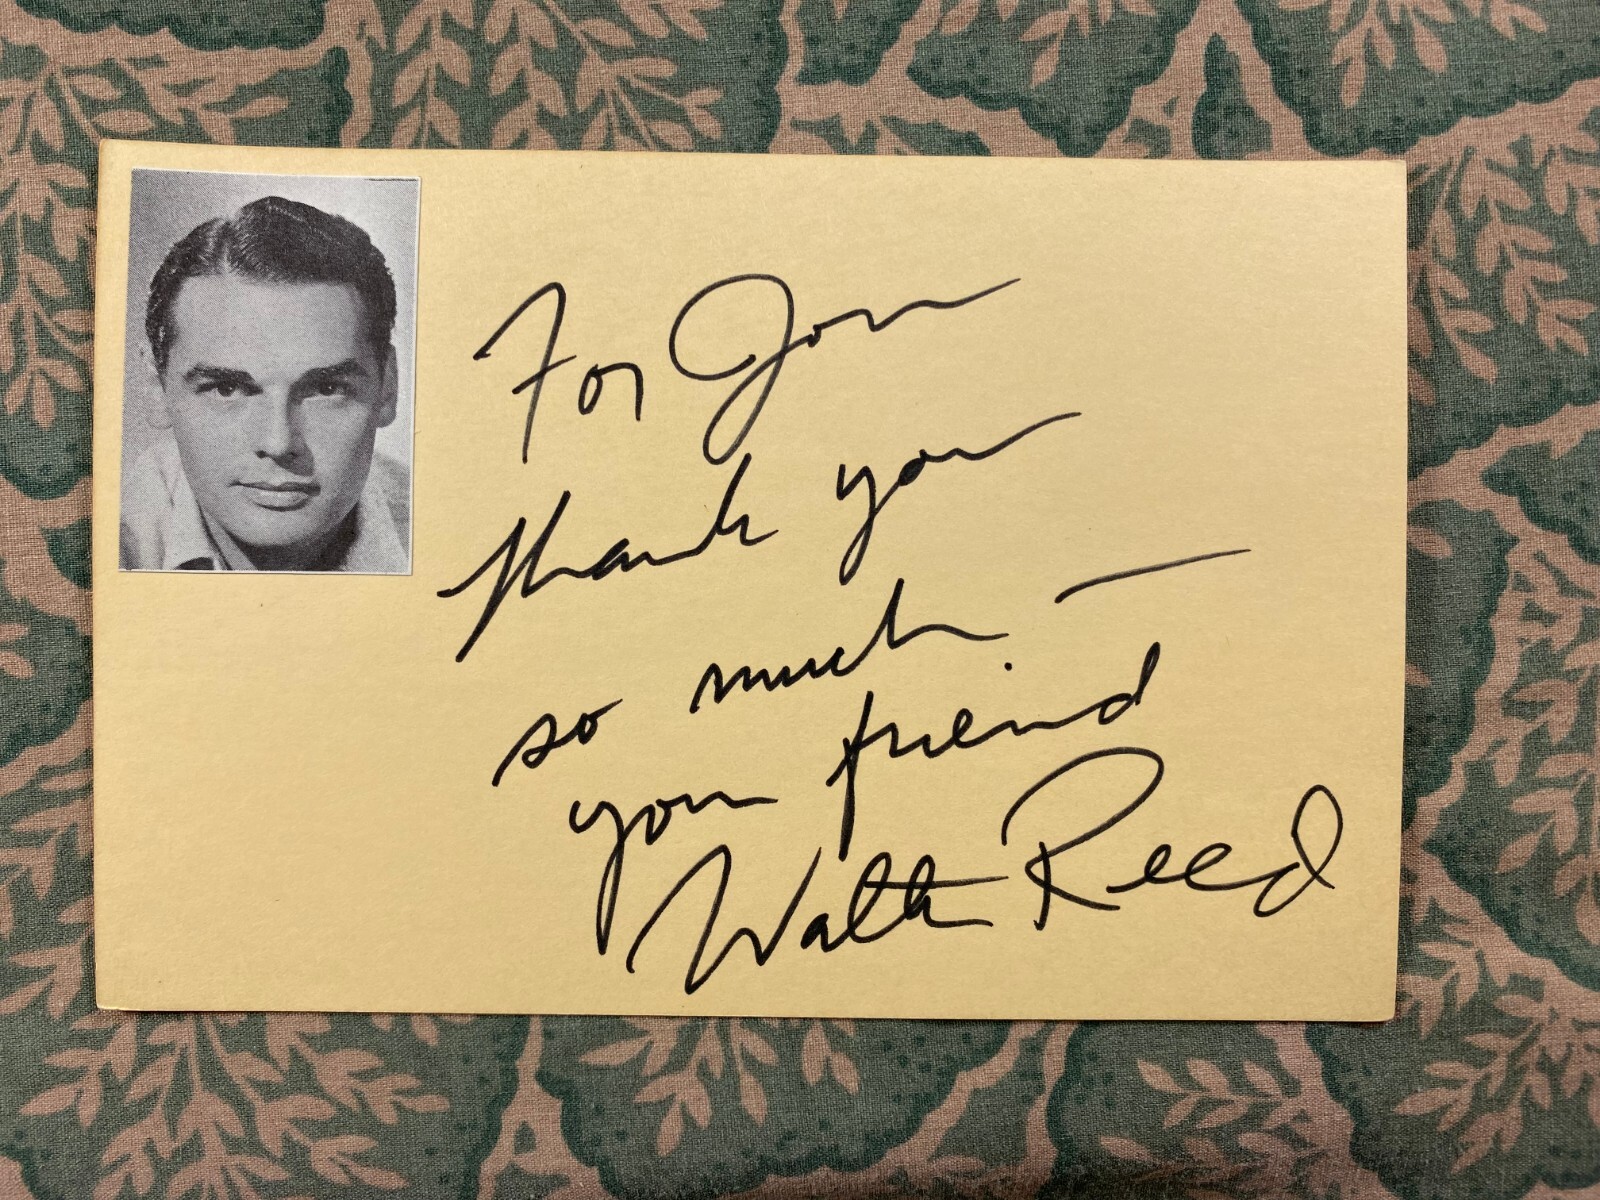 For Jon
thank you
so much —
your friend
Walter Reed